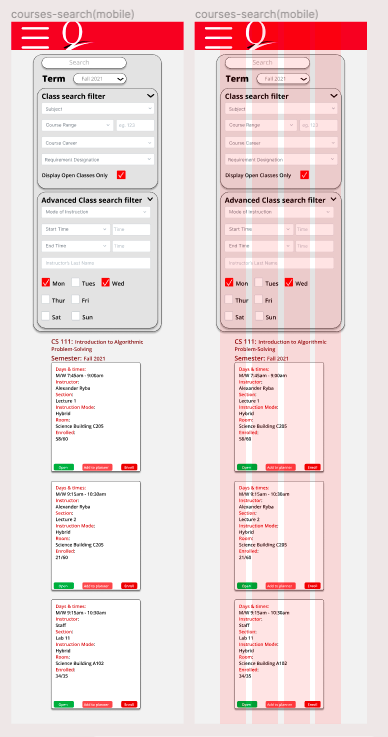 courses-search(mobile)
Q
Search
Term Fall 2021
Class search filter
Subject
Course Range eg. 102
Course Career
Requirement Designation
Display Open Classes Only
Advanced Class search filter
Mode of Instruction
Start Time Time
End Time Time
Instructor's Last Name
Mon Tues Wed
Thur Fri
Sat Sun
CS 111: Introduction to Algorithmic
Problem-Solving
Semester: Fall 2021
Days & times:
M/W 7:45am - 9:00am
Instructor:
Alexander Ryba
Section:
Lecture 1
Instruction Mode:
Hybrid
Room:
Science Building C205
Enrolled:
58/60
Open Add to planner Enroll
Days & times:
M/W 9:15am - 10:30am
Instructor:
Alexander Ryba
Section:
Lecture 2
Instruction Mode:
Hybrid
Room:
Science Building C205
Enrolled:
21/60
Open Add to planner Enroll
Days & times:
M/W 9:15am - 10:30am
Instructor:
Staff
Section:
Lab 11
Instruction Mode:
Hybrid
Room:
Science Building A102
Enrolled:
34/35
Open Add to planner Enroll
courses-search(mobile)
Q
Search
Term Fall 2021
Class search filter
Subject
Course Range eg. 102
Course Career
Requirement Designation
Display Open Classes Only
Advanced Class search filter
Mode of Instruction
Start Time Time
End Time Time
Instructor's Last Name
Mon Tues Wed
Thur Fri
Sat Sun
CS 111: Introduction to Algorithmic
Problem-Solving
Semester: Fall 2021
Days & times:
M/W 7:45am - 9:00am
Instructor:
Alexander Ryba
Section:
Lecture 1
Instruction Mode:
Hybrid
Room:
Science Building C205
Enrolled:
58/60
Open Add to planner Enroll
Days & times:
M/W 9:15am - 10:30am
Instructor:
Alexander Ryba
Section:
Lecture 2
Instruction Mode:
Hybrid
Room:
Science Building C205
Enrolled:
21/60
Open Add to planner Enroll
Days & times:
M/W 9:15am - 10:30am
Instructor:
Staff
Section:
Lab 11
Instruction Mode:
Hybrid
Room:
Science Building A102
Enrolled:
34/35
Open Add to planner Enroll